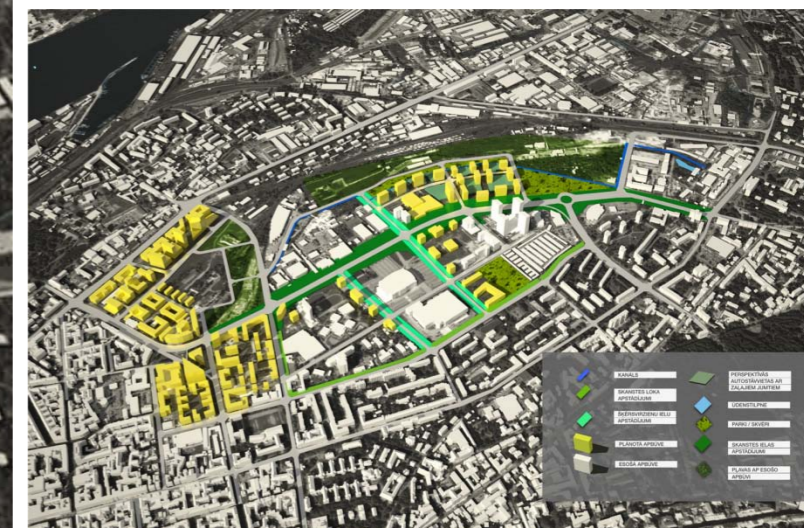 KANĀLS
SKANSTES LOKA
APSTĀDĪJUMI
ŠĶĒRSVIRZIENU IELU
APSTĀDĪJUMI
PLĀNOTĀ APBŪVE
ESOŠĀ APBŪVE
PERSPEKTĪVĀS
AUTOSTĀVVIETAS AR
ZAĻAJIEM JUMTIEM
ŪDENSTILPNE
PARKI / SKVĒRI
SKANSTES IELAS
APSTĀDĪJUMI
PĻAVAS AP ESOŠO
APBŪVI